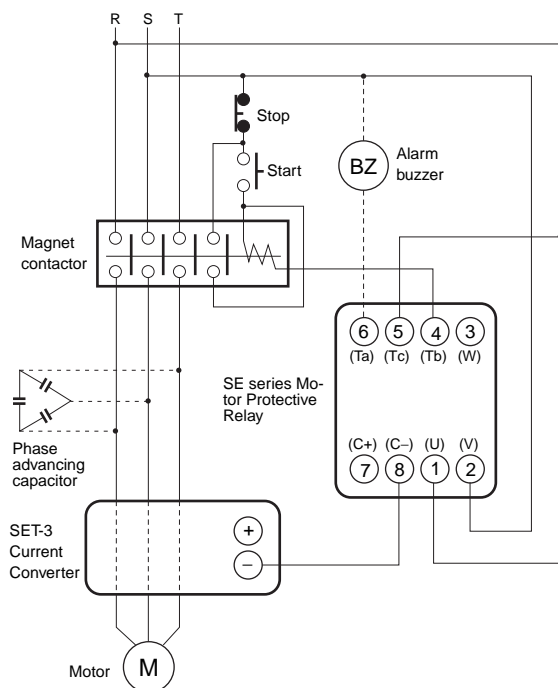 R S T
Stop
Start
BZ
Alarm
buzzer
Magnet
contactor
6 5 4 3
(Ta) (Tc) (Tb) (W)
SE series Mo-
tor Protective
Relay
(C+) (C−) (U) (V)
7 8 1 2
Phase
advancing
capacitor
SET-3
Current
Converter
+
−
Motor
M